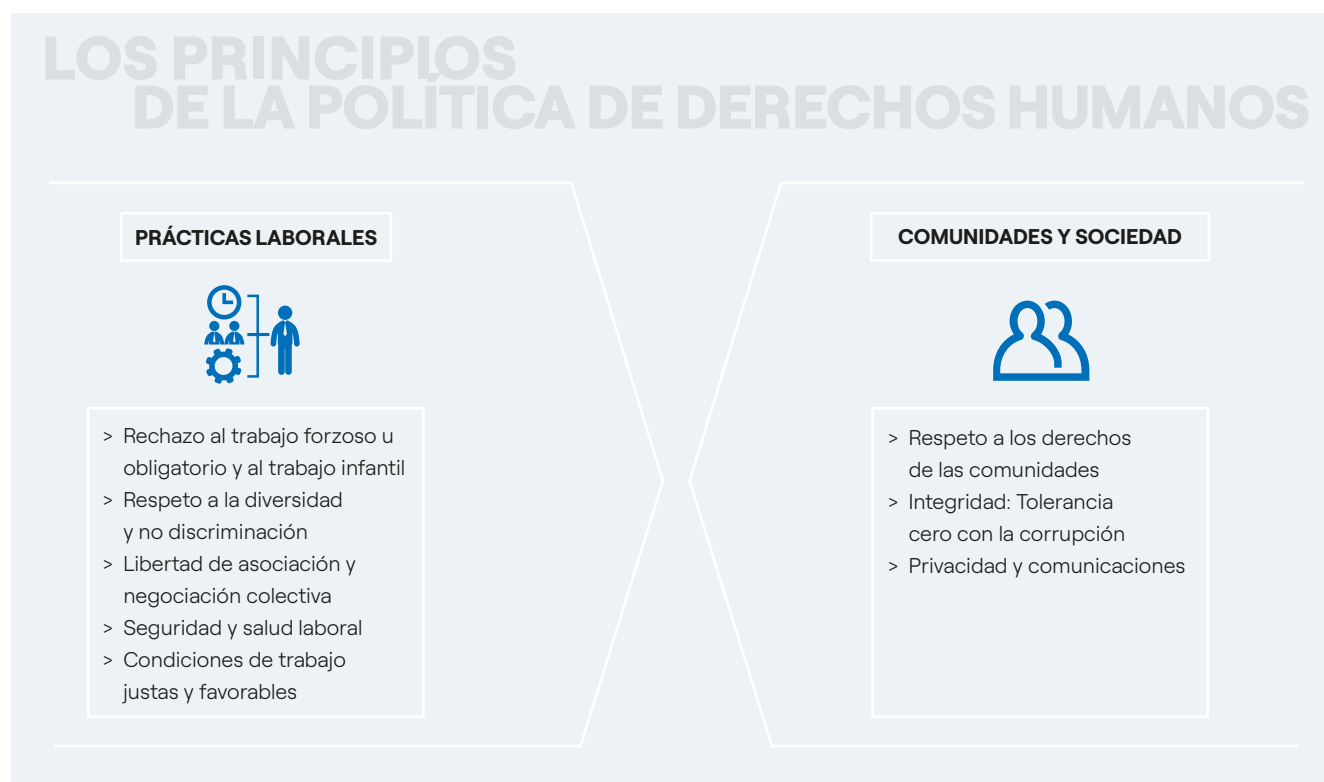 LOS PRINCIPIOS
DE LA POLÍTICA DE DERECHOS HUMANOS
PRÁCTICAS LABORALES
> Rechazo al trabajo forzoso u
obligatorio y al trabajo infantil
> Respeto a la diversidad
y no discriminación
> Libertad de asociación y
negociación colectiva
> Seguridad y salud laboral
> Condiciones de trabajo
justas y favorables
COMUNIDADES Y SOCIEDAD
> Respeto a los derechos
de las comunidades
> Integridad: Tolerancia
cero con la corrupción
> Privacidad y comunicaciones